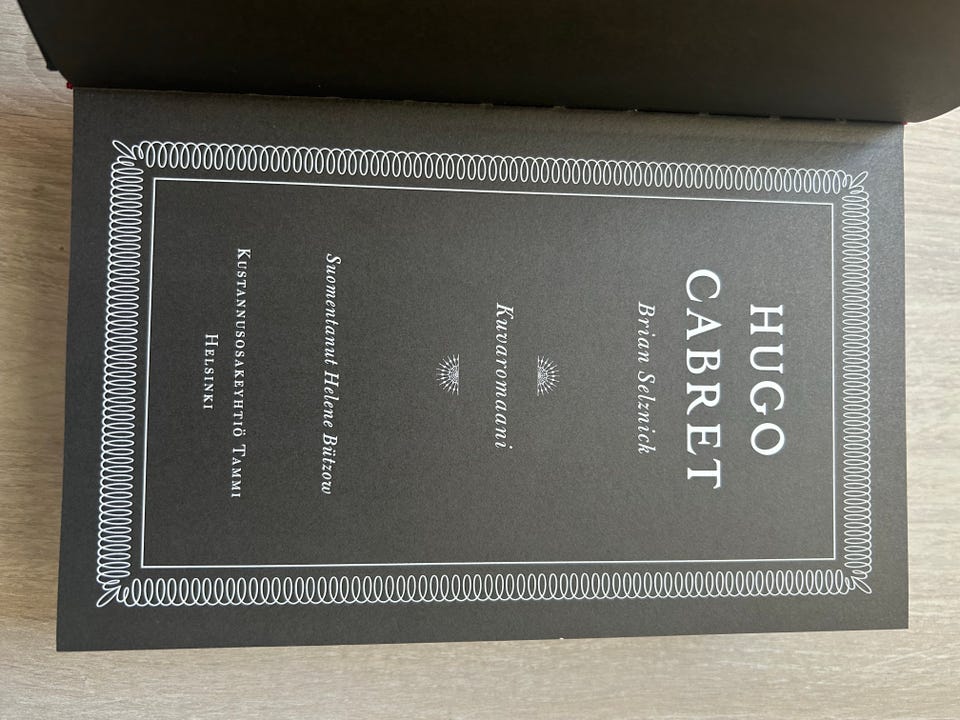 HUGO
CABRET
Brian Selznick
Kuvaromaani
Suomentanut Helene Bützow
KUSTANNUSOSAKEYHTIÖ TAMMI
HELSINKI